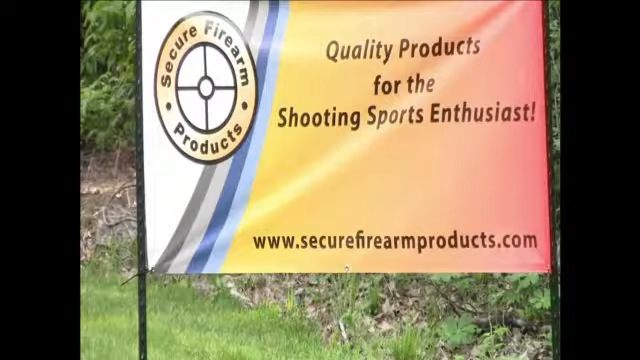 Secure Firearm
Products
Quality Products
for the
Shooting Sports Enthusiast!
www.securefirearmproducts.com